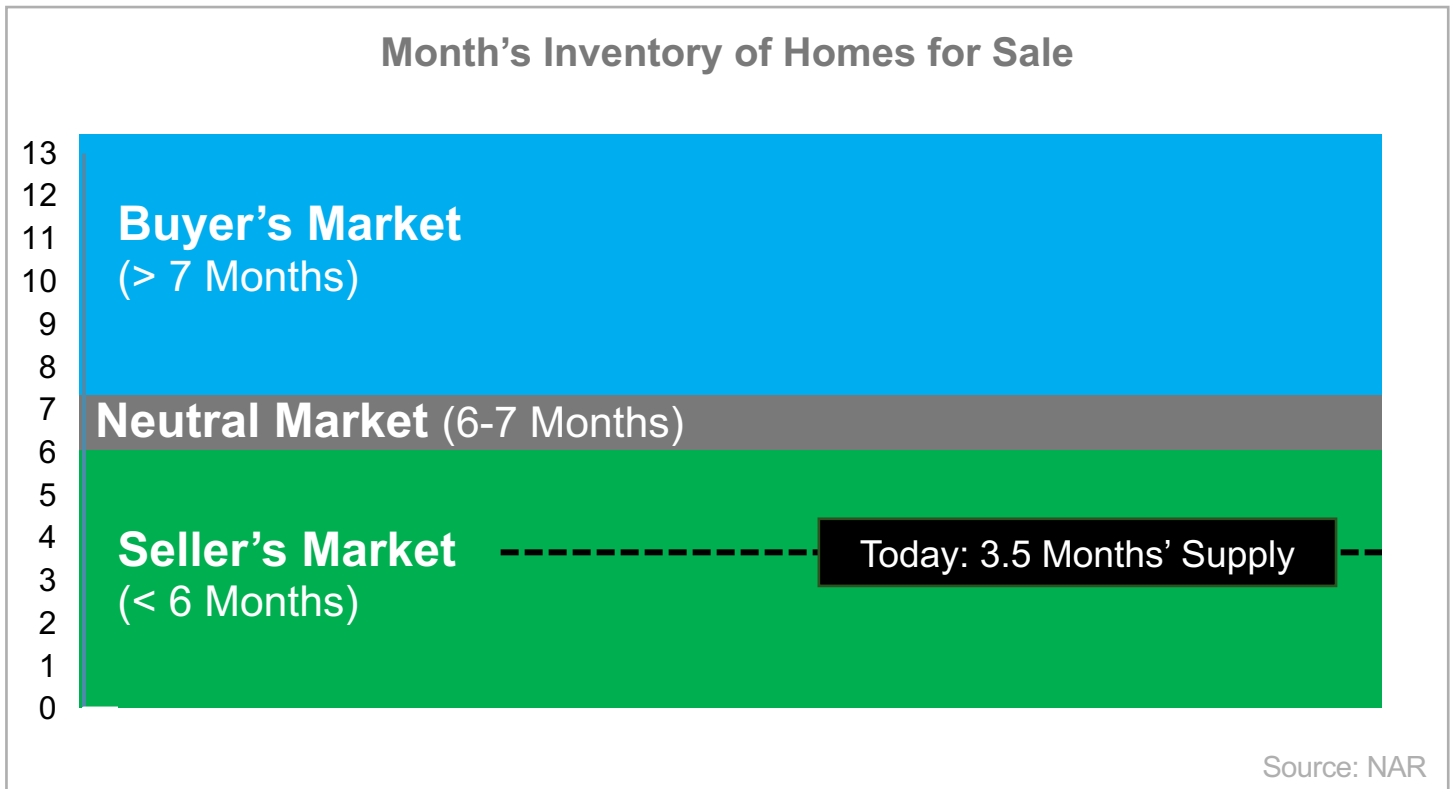 Month’s Inventory of Homes for Sale
13
12
11
10
9
8
7
6
5
4
3
2
1
0
Buyer’s Market
(> 7 Months)
Neutral Market (6-7 Months)
Seller’s Market
(< 6 Months)
Today: 3.5 Months’ Supply
Source: NAR